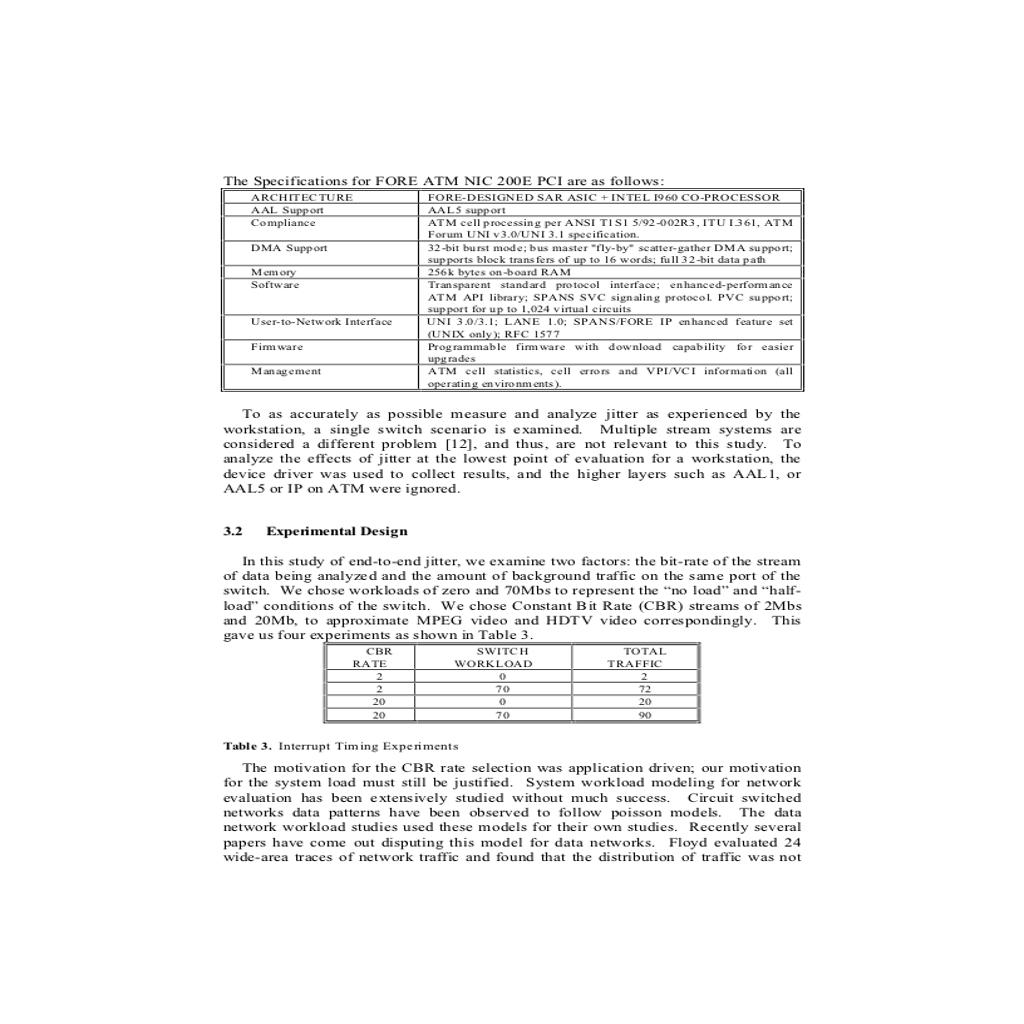 The Specifications for FORE ATM NIC 200E PCI are as follows:
ARCHITECTURE FORE-DESIGNED SAR ASIC + INTEL I960 CO-PROCESSOR
AAL Support AAL5 support
Compliance ATM cell processing per ANSI T1S1 5/92-002R3, ITU I.361, ATM
Forum UNI v3.0/UNI 3.1 specification.
DMA Support 32-bit burst mode; bus master "fly-by" scatter-gather DMA support;
supports block transfers of up to 16 words; full 32-bit data path
Memory 256k bytes on-board RAM
Software Transparent standard protocol interface; enhanced-performance
ATM API library; SPANS SVC signaling protocol. PVC support;
support for up to 1,024 virtual circuits
User-to-Network Interface UNI 3.0/3.1; LANE 1.0; SPANS/FORE IP enhanced feature set
(UNIX only); RFC 1577
Firmware Programmable firmware with download capability for easier
upgrades
Management ATM cell statistics, cell errors and VPI/VCI information (all
operating environments).
To as accurately as possible measure and analyze jitter as experienced by the
workstation, a single switch scenario is examined. Multiple stream systems are
considered a different problem [12], and thus, are not relevant to this study. To
analyze the effects of jitter at the lowest point of evaluation for a workstation, the
device driver was used to collect results, and the higher layers such as AAL1, or
AAL5 or IP on ATM were ignored.
3.2 Experimental Design
In this study of end-to-end jitter, we examine two factors: the bit-rate of the stream
of data being analyzed and the amount of background traffic on the same port of the
switch. We chose workloads of zero and 70Mbs to represent the “no load” and “half-
load” conditions of the switch. We chose Constant Bit Rate (CBR) streams of 2Mbs
and 20Mb, to approximate MPEG video and HDTV video correspondingly. This
gave us four experiments as shown in Table 3.
CBR SWITCH TOTAL
RATE WORKLOAD TRAFFIC
2 0 2
2 70 72
20 0 20
20 70 90
Table 3. Interrupt Timing Experiments
The motivation for the CBR rate selection was application driven; our motivation
for the system load must still be justified. System workload modeling for network
evaluation has been extensively studied without much success. Circuit switched
networks data patterns have been observed to follow poisson models. The data
network workload studies used these models for their own studies. Recently several
papers have come out disputing this model for data networks. Floyd evaluated 24
wide-area traces of network traffic and found that the distribution of traffic was not